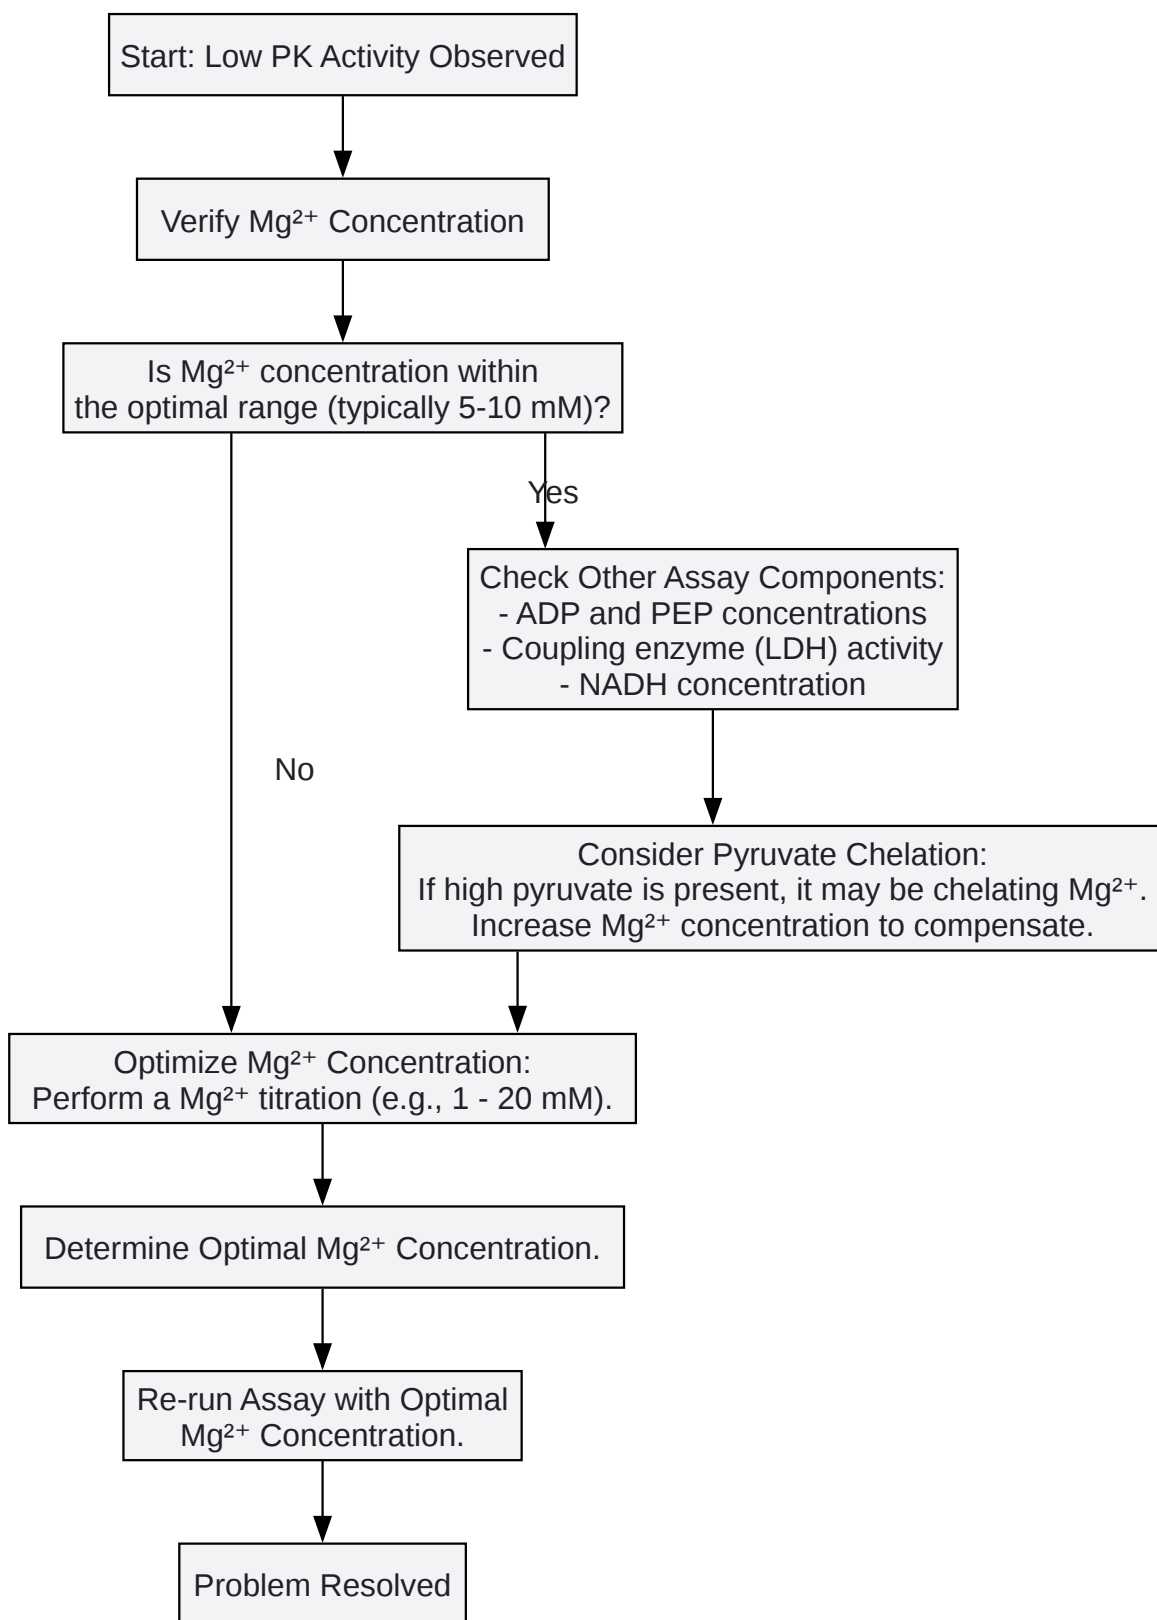 Start: Low PK Activity Observed
Verify Mg²⁺ Concentration
Is Mg²⁺ concentration within
the optimal range (typically 5-10 mM)?
Yes
Check Other Assay Components:
- ADP and PEP concentrations
- Coupling enzyme (LDH) activity
- NADH concentration
No
Consider Pyruvate Chelation:
If high pyruvate is present, it may be chelating Mg²⁺.
Increase Mg²⁺ concentration to compensate.
Optimize Mg²⁺ Concentration:
Perform a Mg²⁺ titration (e.g., 1 - 20 mM).
Determine Optimal Mg²⁺ Concentration.
Re-run Assay with Optimal
Mg²⁺ Concentration.
Problem Resolved